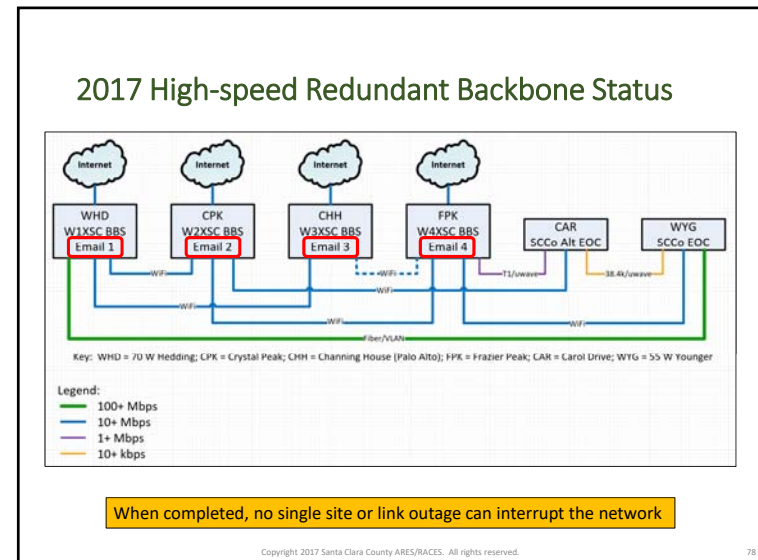 2017 High-speed Redundant Backbone Status
Internet
Internet
Internet
Internet
WHD
W1XSC BBS
Email 1
CPK
W2XSC BBS
Email 2
CHH
W3XSC BBS
Email 3
FPK
W4XSC BBS
Email 4
CAR
SCCo Alt EOC
WYG
SCCo EOC
WiFi
WiFi
T1/uwave
38.4k/uwave
WiFi
WiFi
WiFi
WiFi
Fiber/VLAN
Key: WHD = 70 W Hedding; CPK = Crystal Peak; CHH = Channing House (Palo Alto); FPK = Frazier Peak; CAR = Carol Drive; WYG = 55 W Younger
Legend:
100+ Mbps
10+ Mbps
1+ Mbps
10+ kbps
When completed, no single site or link outage can interrupt the network
Copyright 2017 Santa Clara County ARES/RACES. All rights reserved.
78